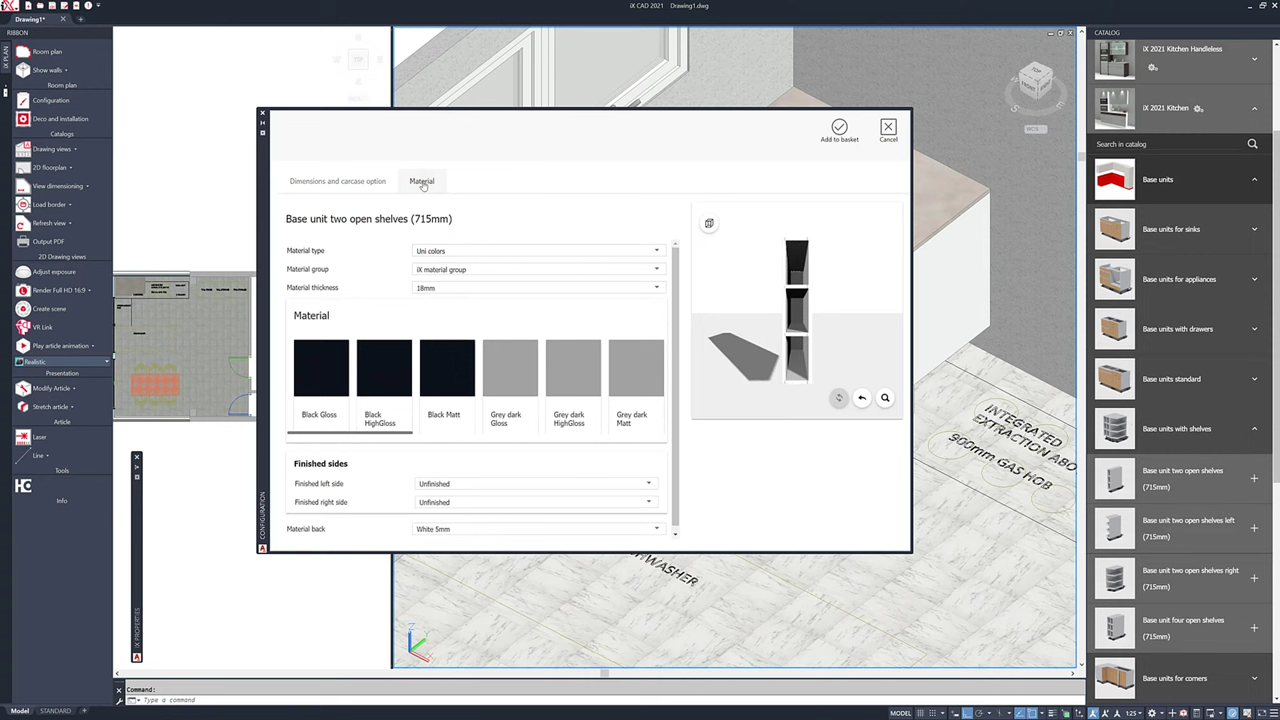 iX CAD 2021 Drawing1.dwg
Drawing1*
RIBBON
iX PLAN
Room plan
Show walls
Room plan
Configuration
Deco and installation
Catalogs
Drawing views
2D floorplan
View dimensioning
Load border
Refresh view
Output PDF
2D Drawing views
Adjust exposure
Render Full HD 16:9
Create scene
VR Link
Play article animation
Realistic
Presentation
Modify Article
Stretch article
Article
Laser
Line
Tools
HC
Info
iX PROPERTIES
CONFIGURATION
Add to basket
Cancel
Dimensions and carcase option
Material
Base unit two open shelves (715mm)
Material type
Uni colors
Material group
iX material group
Material thickness
18mm
Material
Black Gloss
Black HighGloss
Black Matt
Grey dark Gloss
Grey dark HighGloss
Grey dark Matt
Finished sides
Finished left side
Unfinished
Finished right side
Unfinished
Material back
White 5mm
INTEGRATED
EXTRACTION ABO
900mm GAS HOB
WASHER
W
TOP
E
S
E
Z
CATALOG
iX 2021 Kitchen Handleless
iX 2021 Kitchen
Search in catalog
Base units
Base units for sinks
Base units for appliances
Base units with drawers
Base units standard
Base units with shelves
Base unit two open shelves
(715mm)
Base unit two open shelves left
(715mm)
Base unit two open shelves right
(715mm)
Base unit four open shelves
(715mm)
Base units for corners
Command:
Type a command
Model
STANDARD
MODEL
1:25